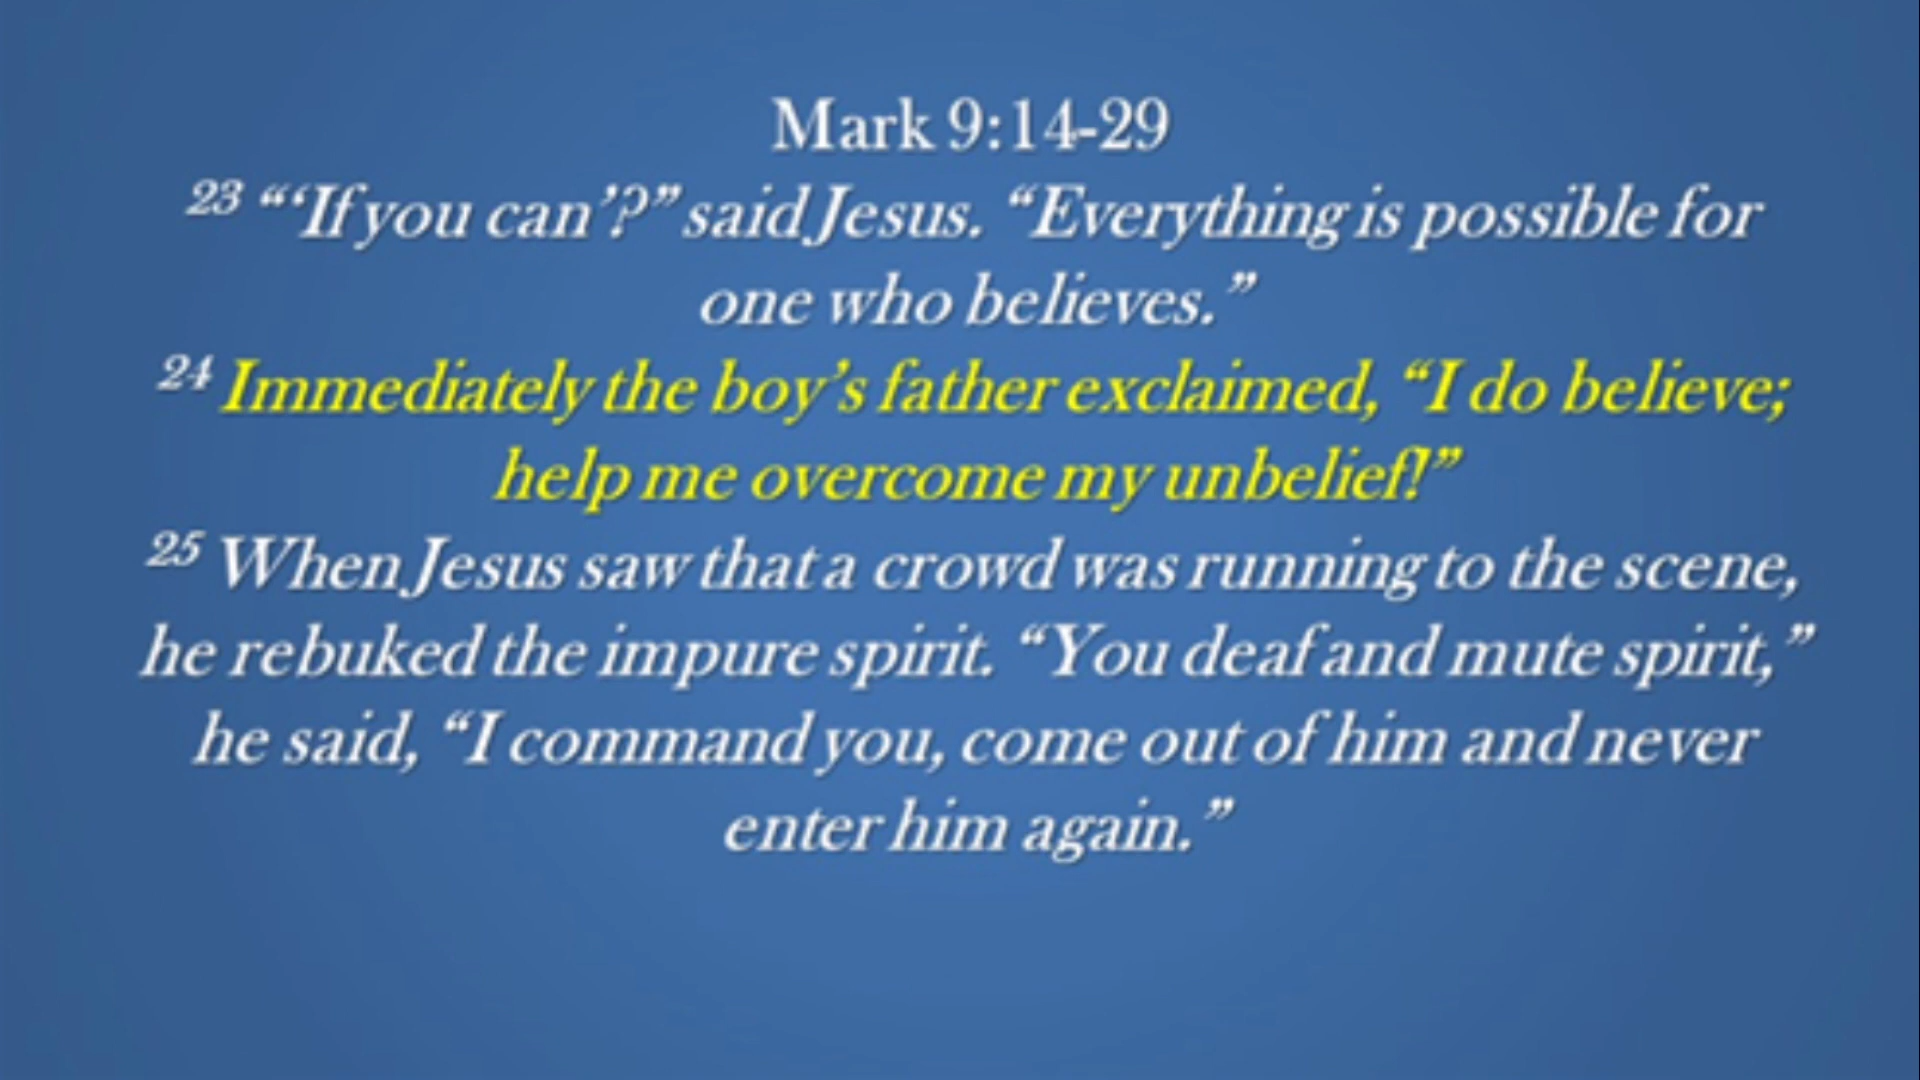 Mark 9:14-29
23 “‘If you can’?” said Jesus. “Everything is possible for
one who believes.”
24 Immediately the boy’s father exclaimed, “I do believe;
help me overcome my unbelief!”
25 When Jesus saw that a crowd was running to the scene,
he rebuked the impure spirit. “You deaf and mute spirit,”
he said, “I command you, come out of him and never
enter him again.”